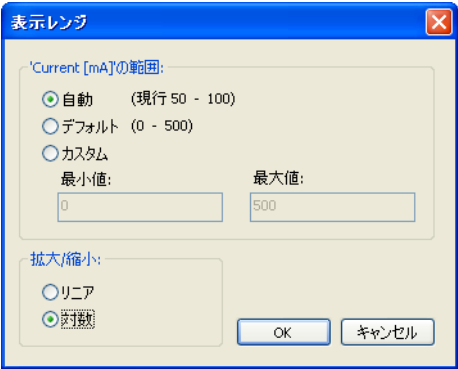 表示レンジ
'Current [mA]'の範囲:
自動 (現行 50 - 100)
デフォルト (0 - 500)
カスタム
最小値: 最大値:
0 500
拡大/縮小:
リニア
対数
OK キャンセル